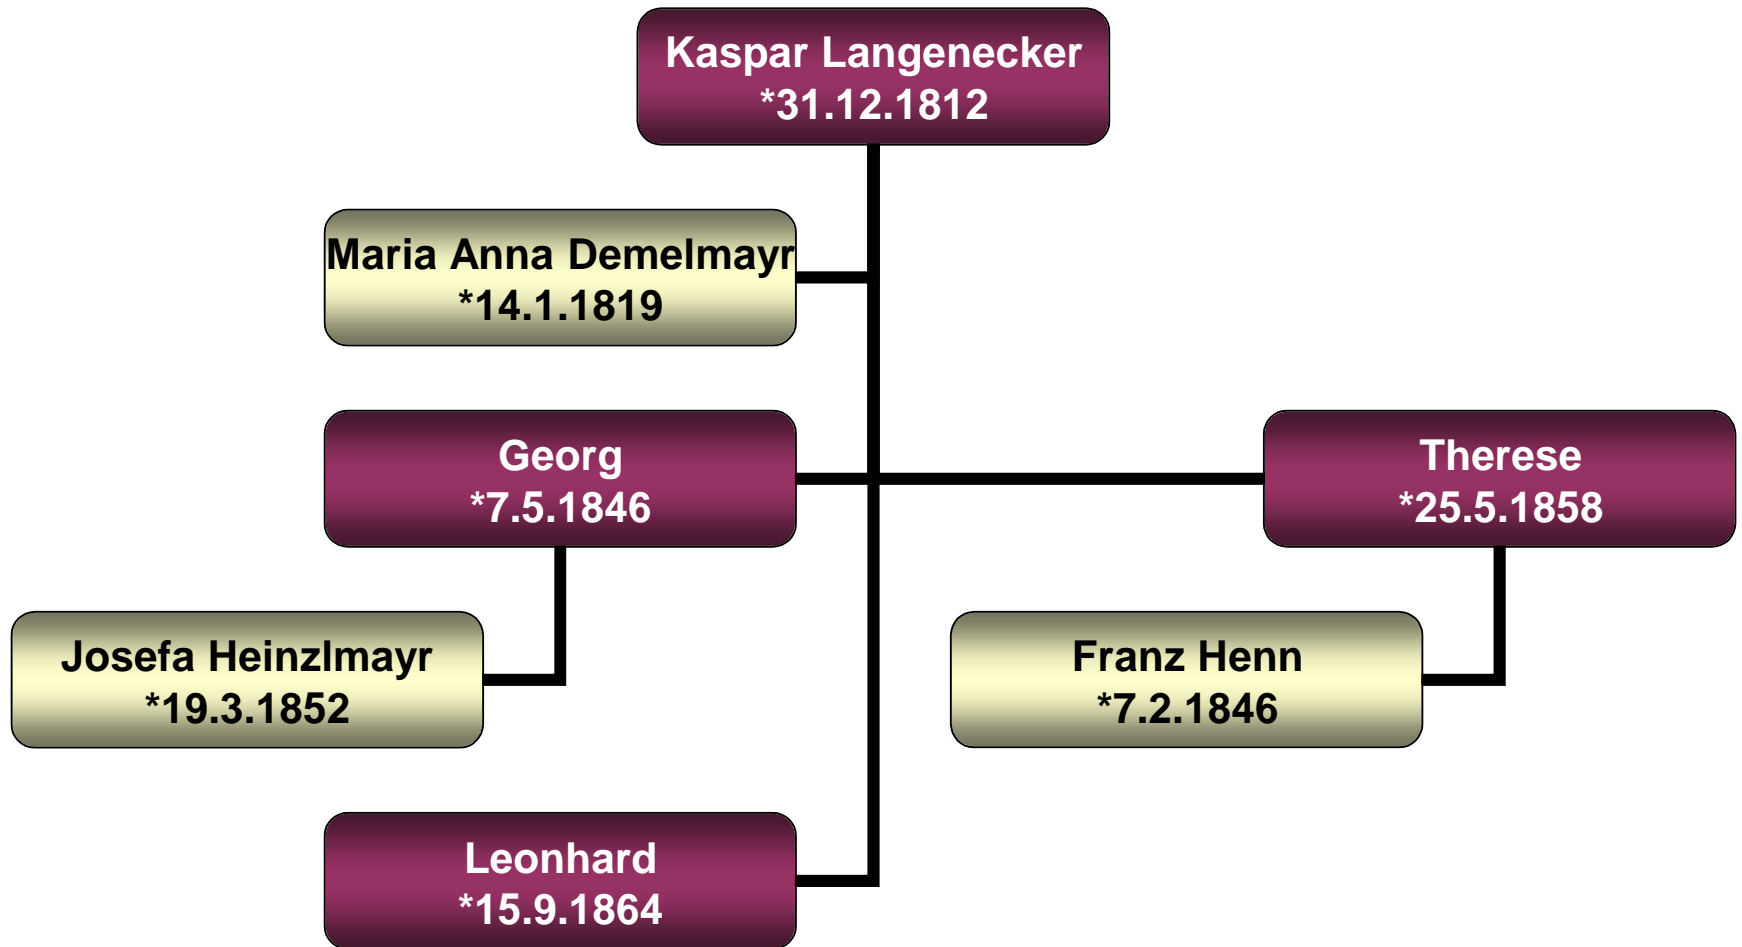 Kaspar Langenecker
*31.12.1812
Maria Anna Demelmayr
*14.1.1819
Georg
*7.5.1846
Therese
*25.5.1858
Josefa Heinzlmayr
*19.3.1852
Franz Henn
*7.2.1846
Leonhard
*15.9.1864